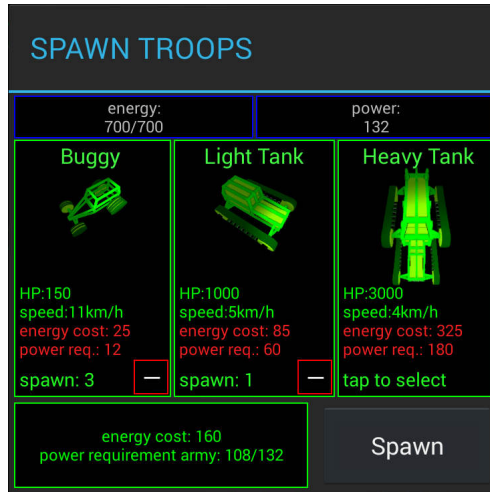 SPAWN TROOPS
energy:
700/700
power:
132
Buggy
HP:150
speed:11km/h
energy cost: 25
power req.: 12
spawn: 3
Light Tank
HP:1000
speed:5km/h
energy cost: 85
power req.: 60
spawn: 1
Heavy Tank
HP:3000
speed:4km/h
energy cost: 325
power req.: 180
tap to select
energy cost: 160
power requirement army: 108/132
Spawn